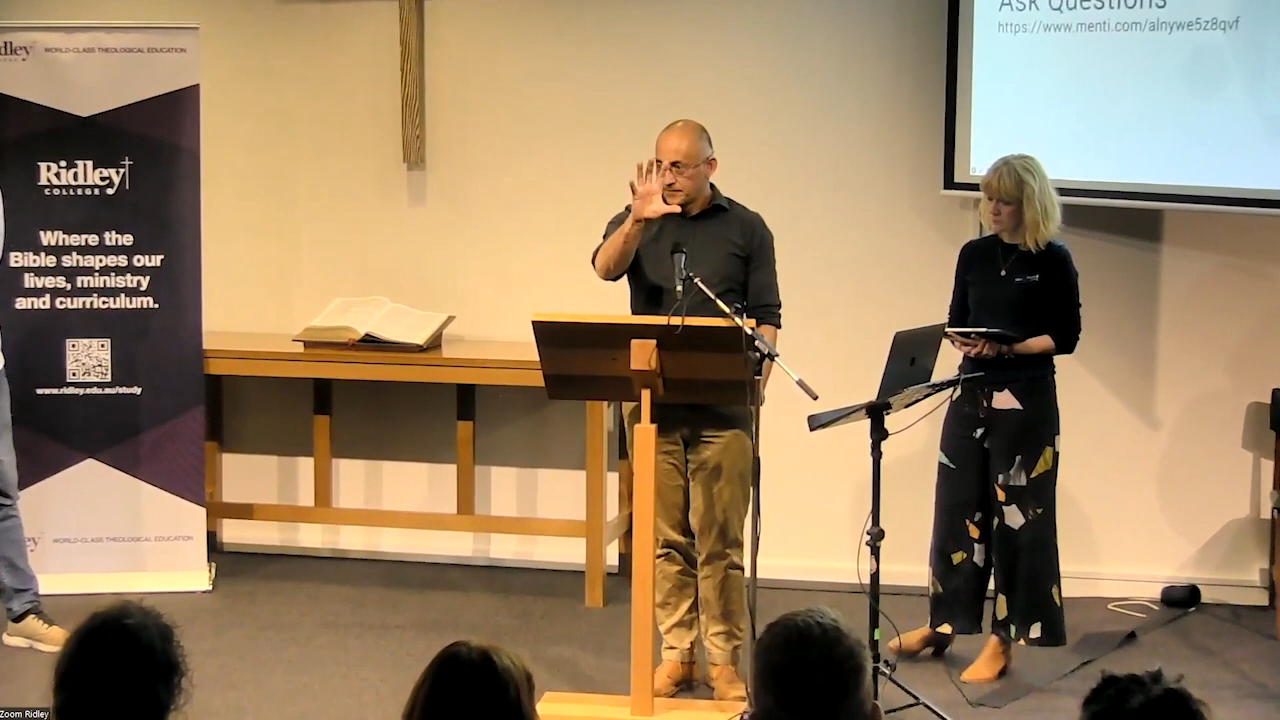 WORLD-CLASS THEOLOGICAL EDUCATION
Ridley
COLLEGE
Where the
Bible shapes our
lives, ministry
and curriculum.
www.ridley.edu.au/study
WORLD-CLASS THEOLOGICAL EDUCATION
Ask Questions
https://www.menti.com/alnywe5z8qvf
Zoom Ridley